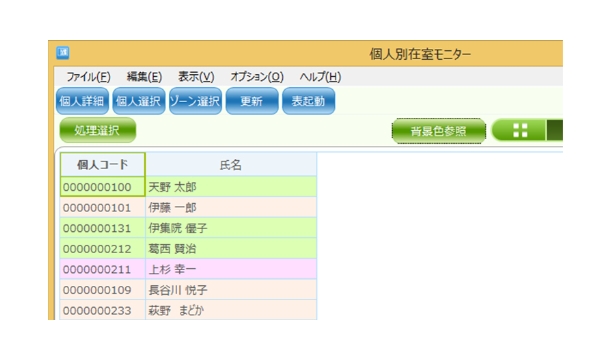 個人別在室モニター
ファイル(F) 編集(E) 表示(V) オプション(O) ヘルプ(H)
個人詳細 個人選択 ゾーン選択 更新 表起動
処理選択 背景色参照
個人コード 氏名
0000000100 天野 太郎
0000000101 伊藤 一郎
0000000131 伊集院 優子
0000000212 葛西 賢治
0000000211 上杉 幸一
0000000109 長谷川 悦子
0000000233 萩野 まどか